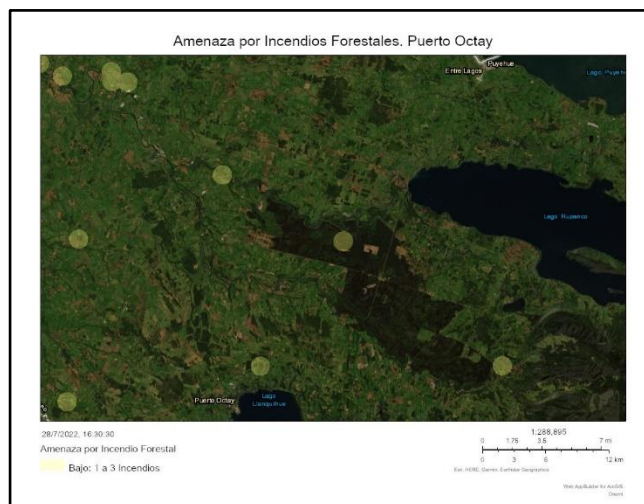 Amenaza por Incendios Forestales. Puerto Octay
Puyehue
Entre Lagos
Lago Puyehue
Lago Rupanco
Puerto Octay
Lago
Llanquihue
28/7/2022, 16:30:30
Amenaza por Incendio Forestal
Bajo: 1 a 3 Incendios
1:288,895
0 1.75 3.5 7 mi
0 3 6 12 km
Esri, HERE, Garmin, Earthstar Geographics
Web AppBuilder for ArcGIS